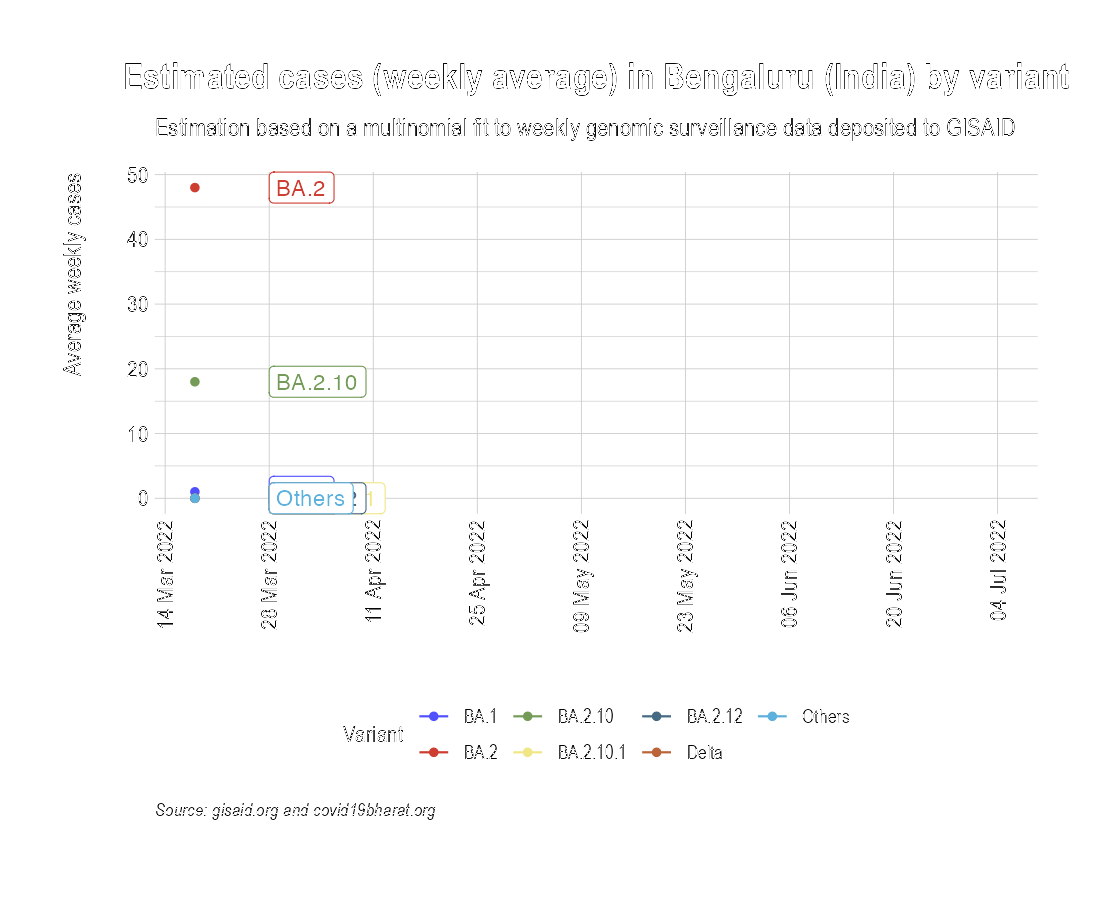 Estimated cases (weekly average) in Bengaluru (India) by variant
Estimation based on a multinomial fit to weekly genomic surveillance data deposited to GISAID
Average weekly cases
50
40
30
20
10
0
BA.2
BA.2.10
Others
2
1
14 Mar 2022
28 Mar 2022
11 Apr 2022
25 Apr 2022
09 May 2022
23 May 2022
06 Jun 2022
20 Jun 2022
04 Jul 2022
Variant
BA.1
BA.2.10
BA.2.12
Others
BA.2
BA.2.10.1
Delta
Source: gisaid.org and covid19bharat.org